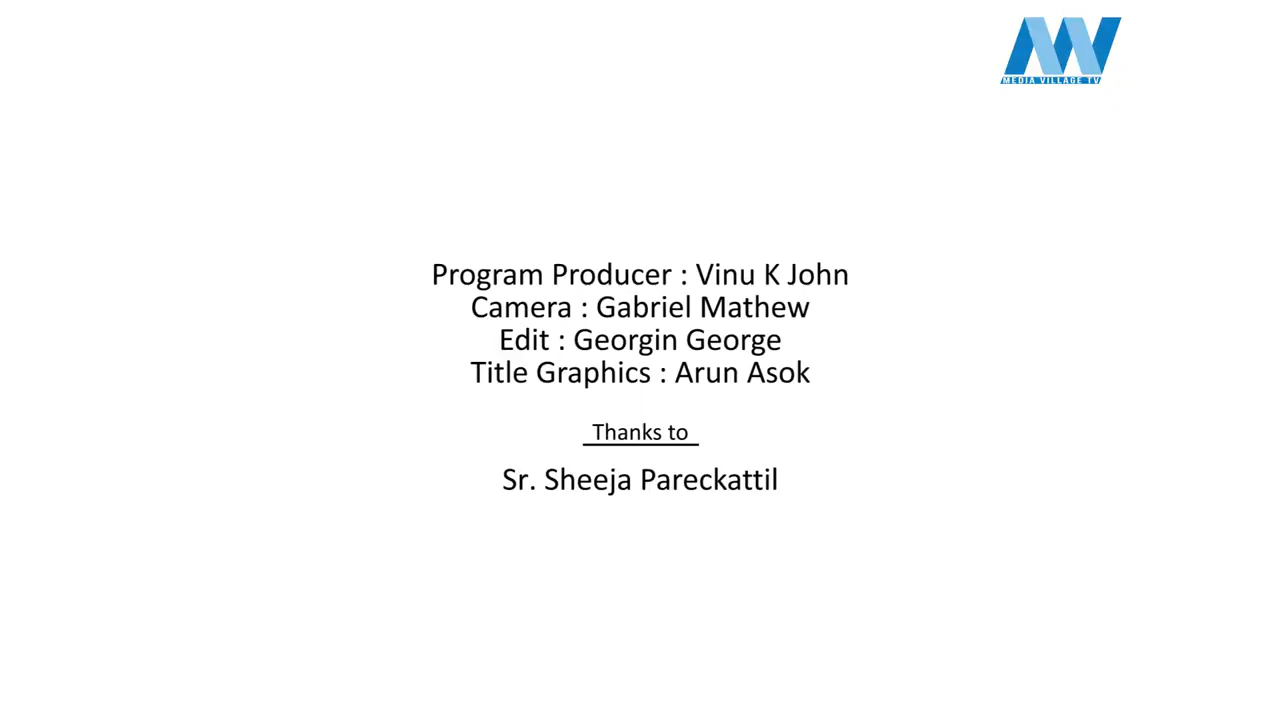 MEDIA VILLAGE TV
Program Producer : Vinu K John
Camera : Gabriel Mathew
Edit : Georgin George
Title Graphics : Arun Asok
Thanks to
Sr. Sheeja Pareckattil